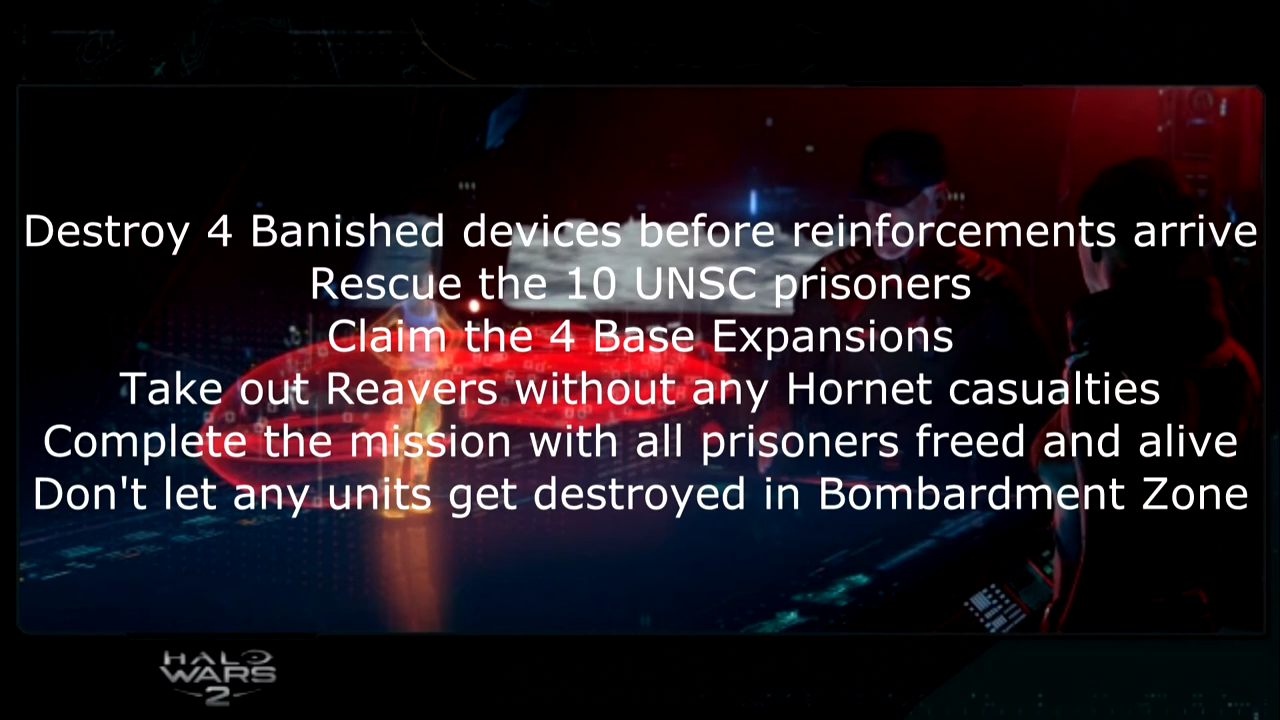 Destroy 4 Banished devices before reinforcements arrive
Rescue the 10 UNSC prisoners
Claim the 4 Base Expansions
Take out Reavers without any Hornet casualties
Complete the mission with all prisoners freed and alive
Don't let any units get destroyed in Bombardment Zone
HALO
WARS
2